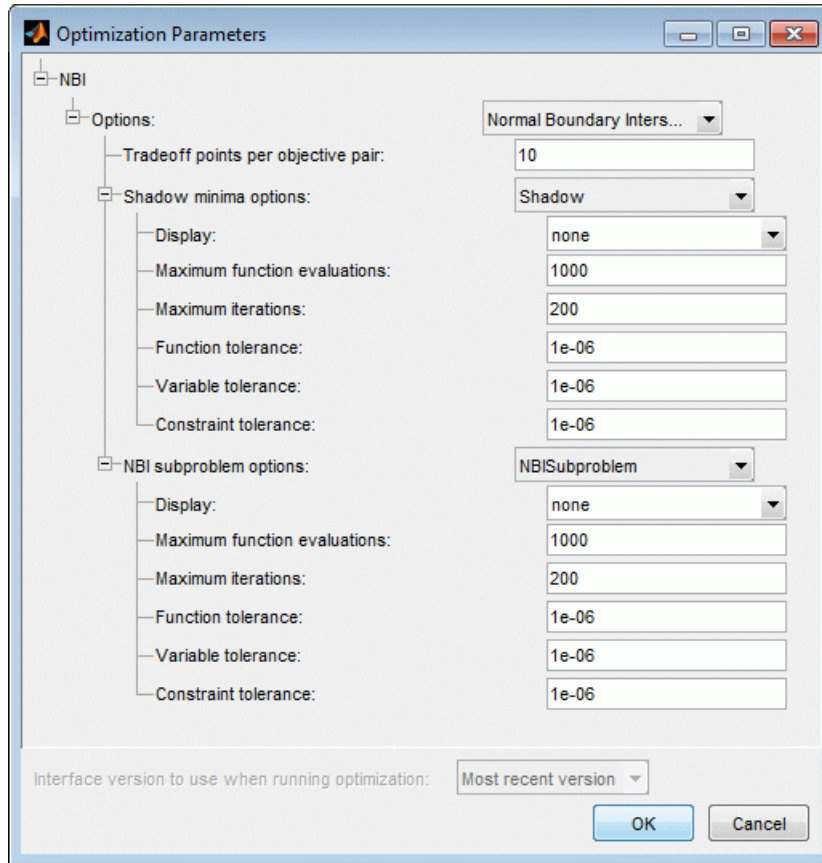 Optimization Parameters
NBI
Options: Normal Boundary Inters...
Tradeoff points per objective pair: 10
Shadow minima options: Shadow
Display: none
Maximum function evaluations: 1000
Maximum iterations: 200
Function tolerance: 1e-06
Variable tolerance: 1e-06
Constraint tolerance: 1e-06
NBI subproblem options: NBISubproblem
Display: none
Maximum function evaluations: 1000
Maximum iterations: 200
Function tolerance: 1e-06
Variable tolerance: 1e-06
Constraint tolerance: 1e-06
Interface version to use when running optimization: Most recent version
OK Cancel